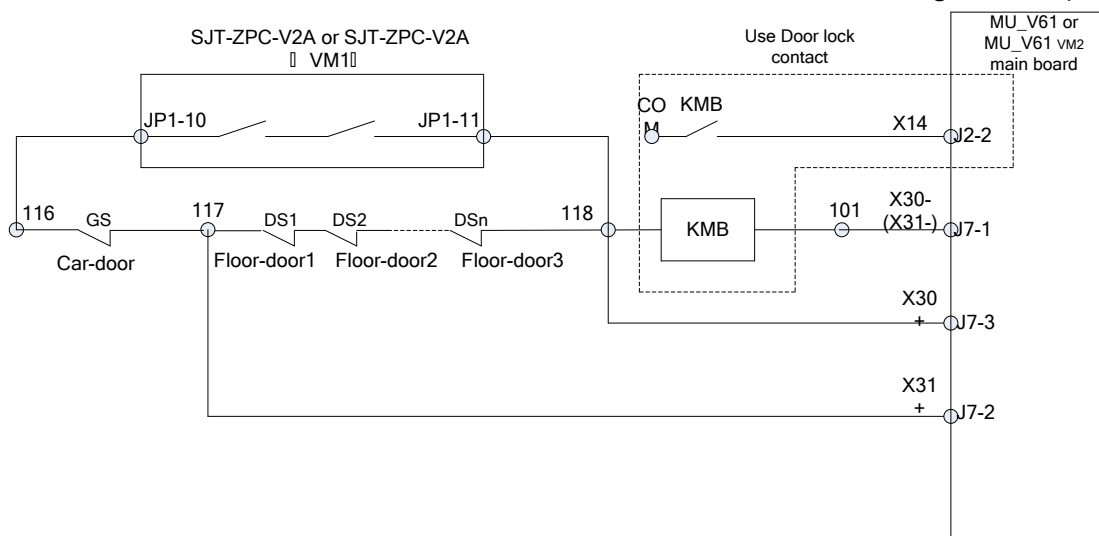 MU_V61 or
MU_V61 VM2
main board
SJT-ZPC-V2A or SJT-ZPC-V2A
VM1
Use Door lock
contact
JP1-10
JP1-11
CO
M
KMB
X14
J2-2
116
GS
117
DS1
DS2
DSn
118
KMB
101
X30-
(X31-)
J7-1
Car-door
Floor-door1
Floor-door2
Floor-door3
X30
+
J7-3
X31
+
J7-2